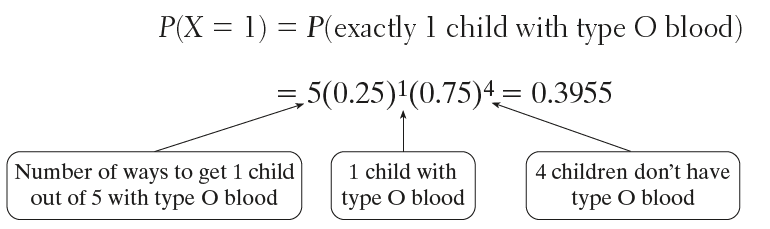 P(X = 1) = P(exactly 1 child with type O blood)
= 5(0.25)¹(0.75)⁴ = 0.3955
Number of ways to get 1 child
out of 5 with type O blood
1 child with
type O blood
4 children don't have
type O blood